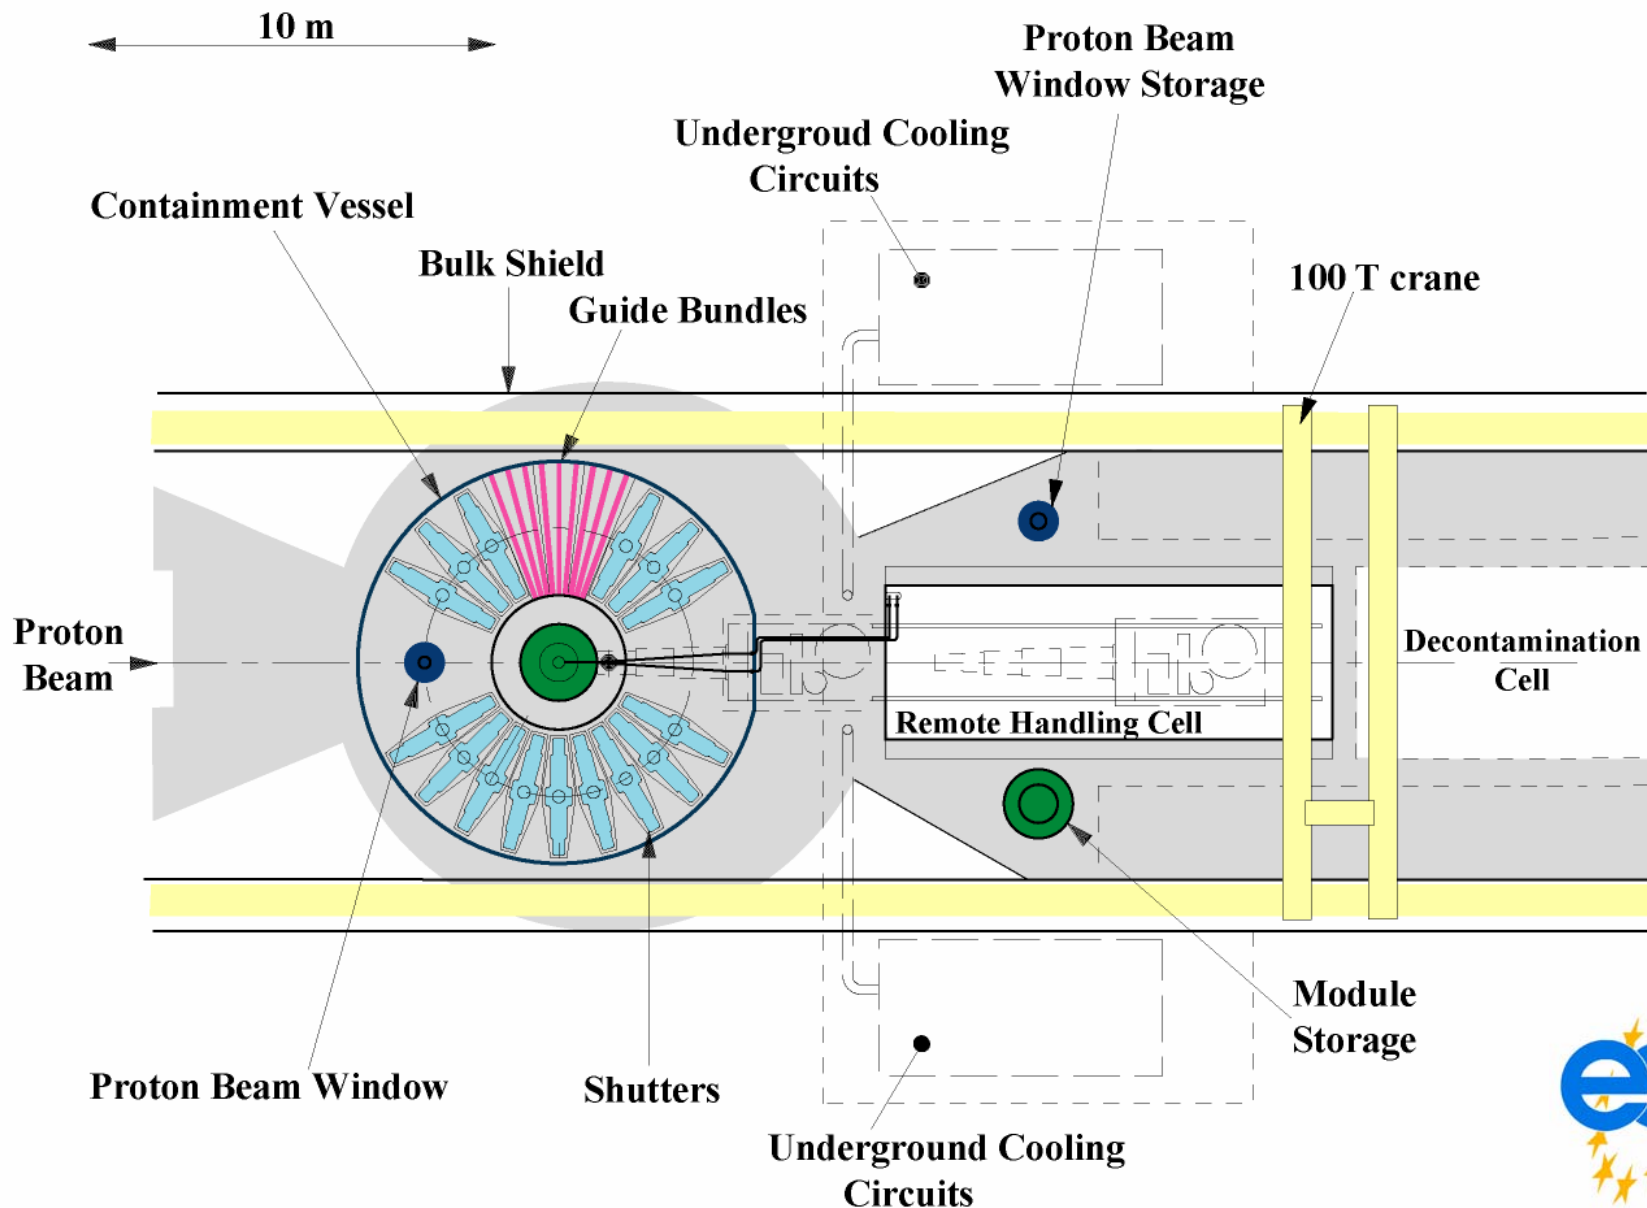 10 m
Proton Beam
Window Storage
Undergroud Cooling
Circuits
Containment Vessel
Bulk Shield
Guide Bundles
100 T crane
Proton
Beam
Decontamination
Cell
Remote Handling Cell
Module
Storage
Proton Beam Window
Shutters
Underground Cooling
Circuits